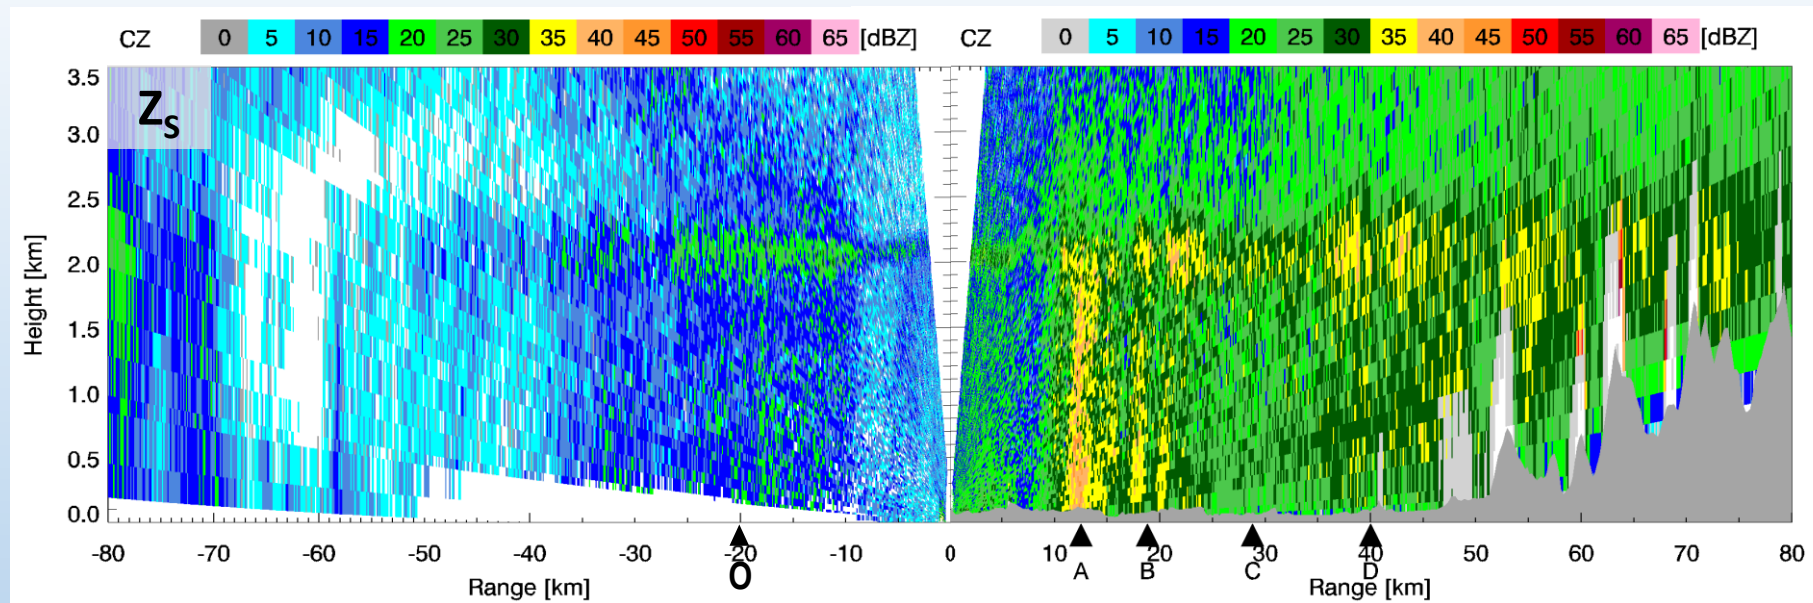 CZ 0 5 10 15 20 25 30 35 40 45 50 55 60 65 [dBZ]
CZ 0 5 10 15 20 25 30 35 40 45 50 55 60 65 [dBZ]
Zs
3.5
3.0
2.5
2.0
1.5
1.0
0.5
0.0
Height [km]
-80 -70 -60 -50 -40 -30 -20 -10 0 10 20 30 40 50 60 70 80
O A B C D
Range [km] Range [km]